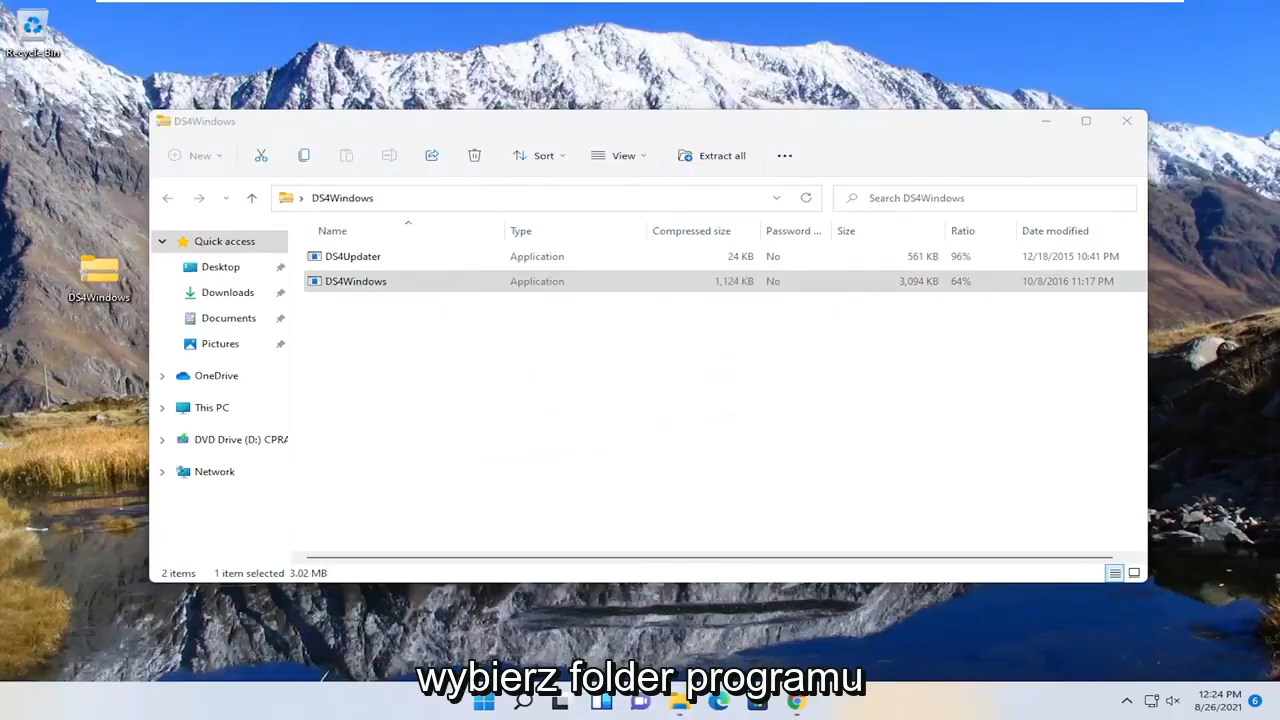 Recycle Bin
DS4Windows
DS4Windows
New
Sort
View
Extract all
DS4Windows
Search DS4Windows
Name Type Compressed size Password ... Size Ratio Date modified
DS4Updater Application 24 KB No 561 KB 96% 12/18/2015 10:41 PM
DS4Windows Application 1,124 KB No 3,094 KB 64% 10/8/2016 11:17 PM
Quick access
Desktop
Downloads
Documents
Pictures
OneDrive
This PC
DVD Drive (D:) CPRA
Network
2 items 1 item selected 3.02 MB
wybierz folder programu
12:24 PM
8/26/2021
6